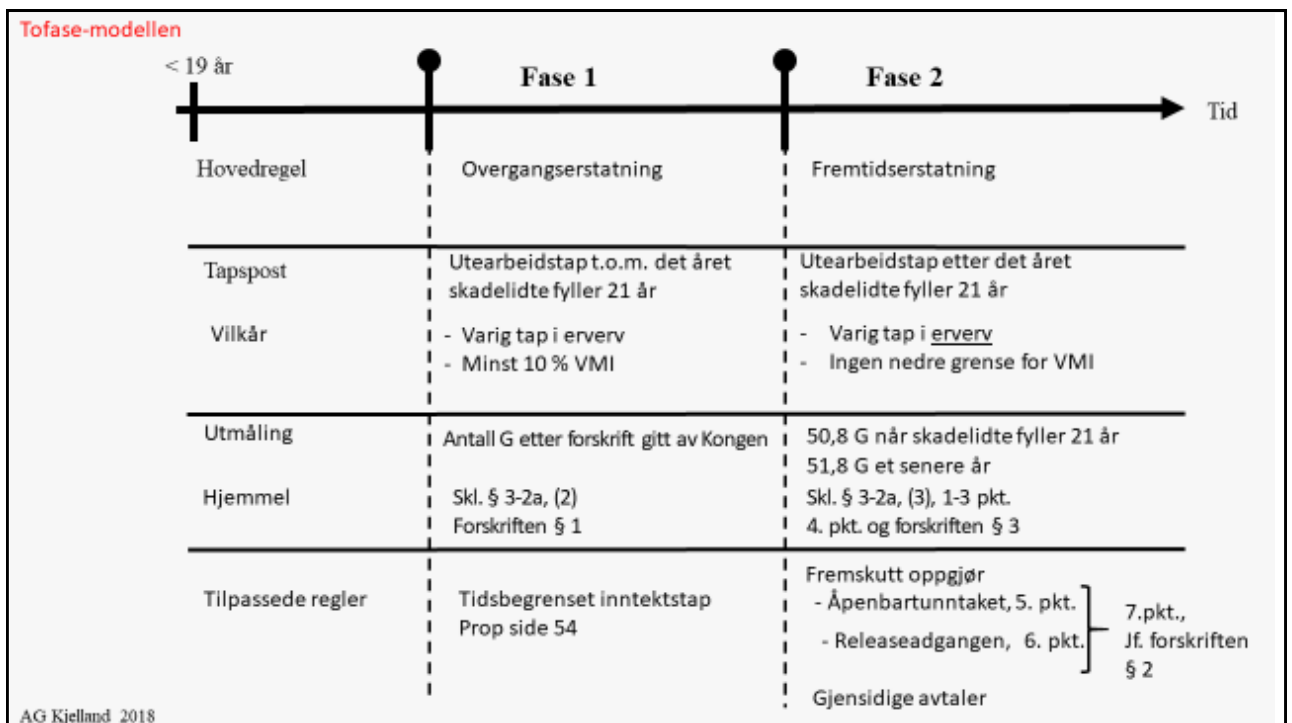 Tofase-modellen
< 19 år
Fase 1
Fase 2
Tid
Hovedregel
Overgangserstatning
Fremtidserstatning
Tapspost
Utearbeidstap t.o.m. det året
skadelidte fyller 21 år
Utearbeidstap etter det året
skadelidte fyller 21 år
Vilkår
- Varig tap i erverv
- Minst 10 % VMI
- Varig tap i erverv
- Ingen nedre grense for VMI
Utmåling
Antall G etter forskrift gitt av Kongen
50,8 G når skadelidte fyller 21 år
51,8 G et senere år
Hjemmel
Skl. § 3-2a, (2)
Forskriften § 1
Skl. § 3-2a, (3), 1-3 pkt.
4. pkt. og forskriften § 3
Tilpassede regler
Tidsbegrenset inntektstap
Prop side 54
Fremskutt oppgjør
- Åpenbartunntaket, 5. pkt.
- Releaseadgangen, 6. pkt.
7.pkt.,
Jf. forskriften
§ 2
Gjensidige avtaler
AG Kjelland 2018